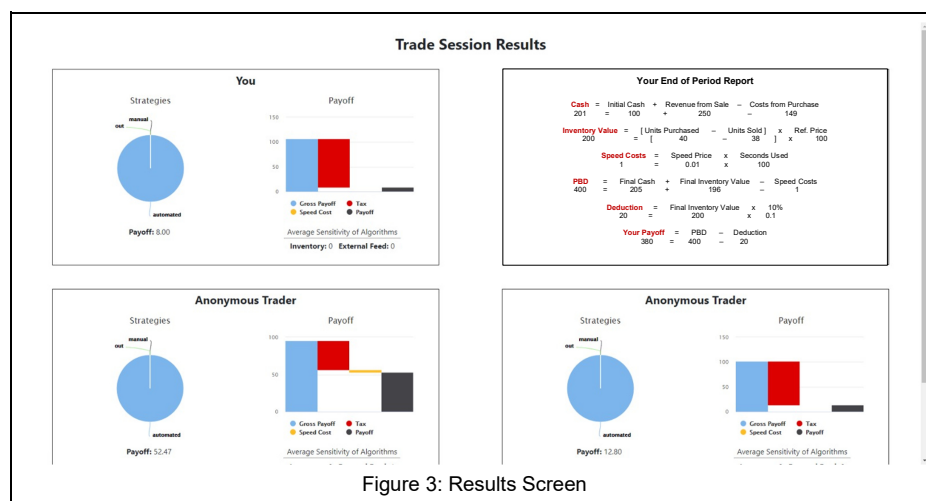 Trade Session Results
You
Strategies
manual
out
automated
Payoff: 8.00
Payoff
150
100
50
0
Gross Payoff Tax
Speed Cost Payoff
Average Sensitivity of Algorithms
Inventory: 0 External Feed: 0
Your End of Period Report
Cash = Initial Cash + Revenue from Sale – Costs from Purchase
201 = 100 + 250 – 149
Inventory Value = [ Units Purchased – Units Sold ] x Ref. Price
200 = [ 40 – 38 ] x 100
Speed Costs = Speed Price x Seconds Used
1 = 0.01 x 100
PBD = Final Cash + Final Inventory Value – Speed Costs
400 = 205 + 196 – 1
Deduction = Final Inventory Value x 10%
20 = 200 x 0.1
Your Payoff = PBD – Deduction
380 = 400 – 20
Anonymous Trader
Strategies
manual
out
automated
Payoff: 52.47
Payoff
100
50
0
Gross Payoff Tax
Speed Cost Payoff
Average Sensitivity of Algorithms
Anonymous Trader
Strategies
manual
out
automated
Payoff: 12.80
Payoff
150
100
50
0
Gross Payoff Tax
Speed Cost Payoff
Average Sensitivity of Algorithms
Figure 3: Results Screen